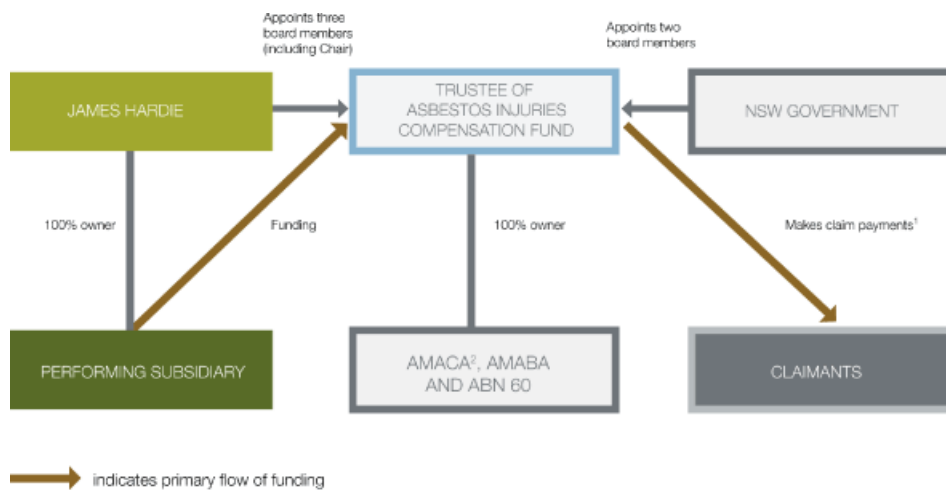 Appoints three
board members
(including Chair)
Appoints two
board members
JAMES HARDIE
TRUSTEE OF
ASBESTOS INJURIES
COMPENSATION FUND
NSW GOVERNMENT
100% owner
Funding
100% owner
Makes claim payments¹
PERFORMING SUBSIDIARY
AMACA², AMABA
AND ABN 60
CLAIMANTS
indicates primary flow of funding